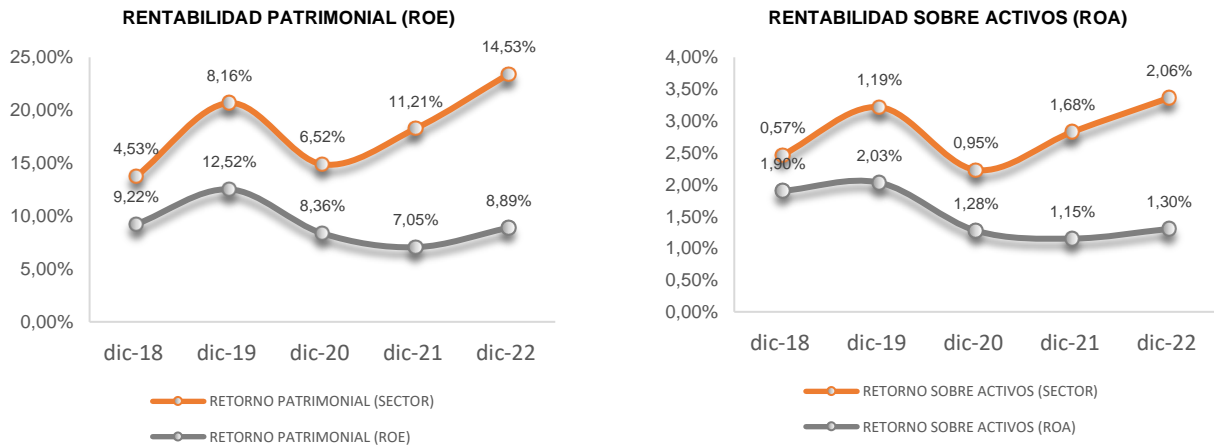 RENTABILIDAD PATRIMONIAL (ROE)
25,00%
20,00%
15,00%
10,00%
5,00%
0,00%
4,53%
8,16%
6,52%
11,21%
14,53%
9,22%
12,52%
8,36%
7,05%
8,89%
dic-18
dic-19
dic-20
dic-21
dic-22
RETORNO PATRIMONIAL (SECTOR)
RETORNO PATRIMONIAL (ROE)
RENTABILIDAD SOBRE ACTIVOS (ROA)
4,00%
3,50%
3,00%
2,50%
2,00%
1,50%
1,00%
0,50%
0,00%
0,57%
1,19%
0,95%
1,68%
2,06%
1,90%
2,03%
1,28%
1,15%
1,30%
dic-18
dic-19
dic-20
dic-21
dic-22
RETORNO SOBRE ACTIVOS (SECTOR)
RETORNO SOBRE ACTIVOS (ROA)